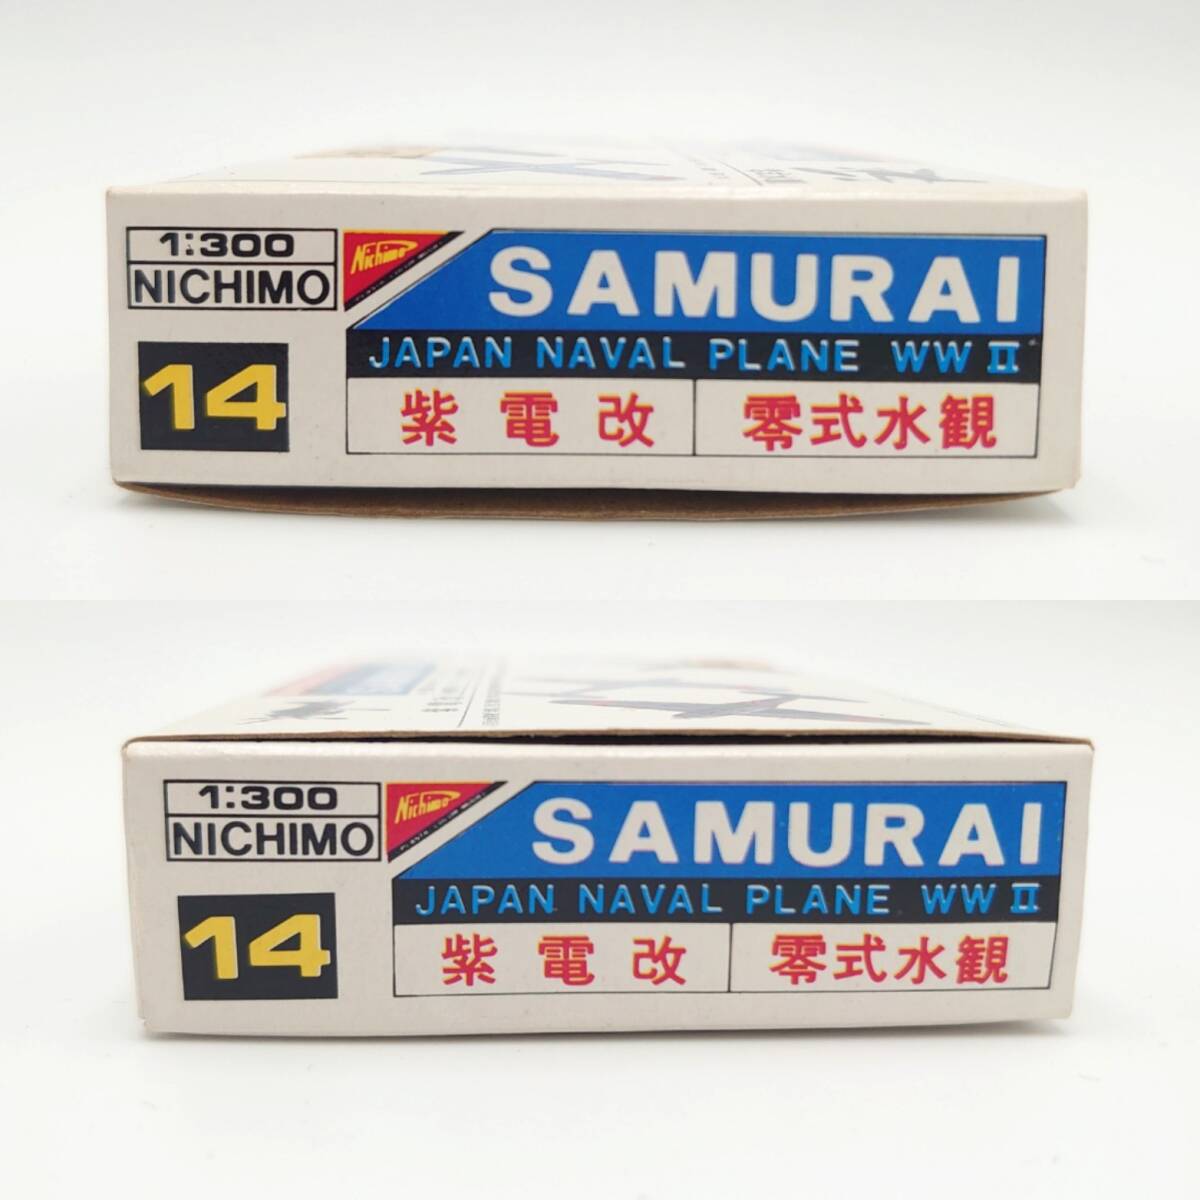 1:300
NICHIMO
Nichimo
SAMURAI
JAPAN NAVAL PLANE WW II
14
紫電改
零式水観
1:300
NICHIMO
Nichimo
SAMURAI
JAPAN NAVAL PLANE WW II
14
紫電改
零式水観